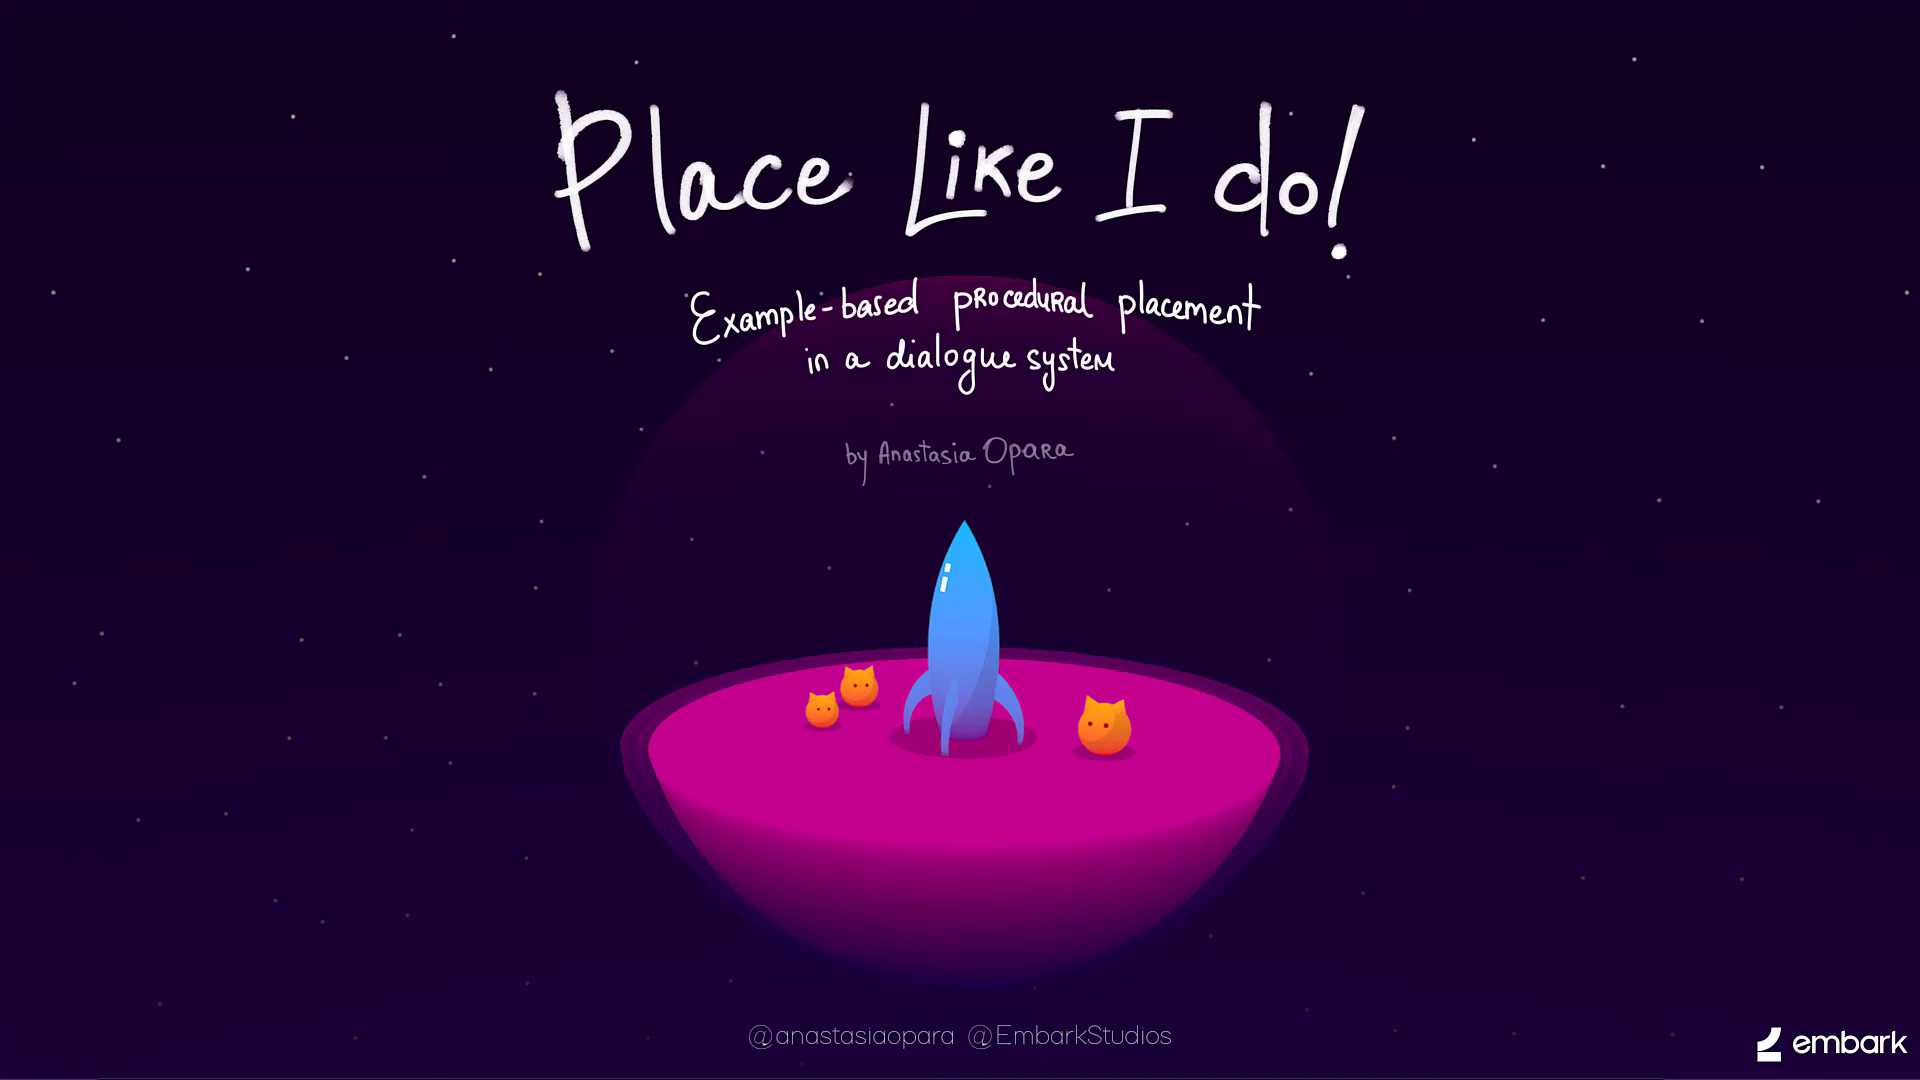 Place Like I do!
Example-based procedural placement
in a dialogue system
by Anastasia Opara
@anastasiaopara @EmbarkStudios
embark